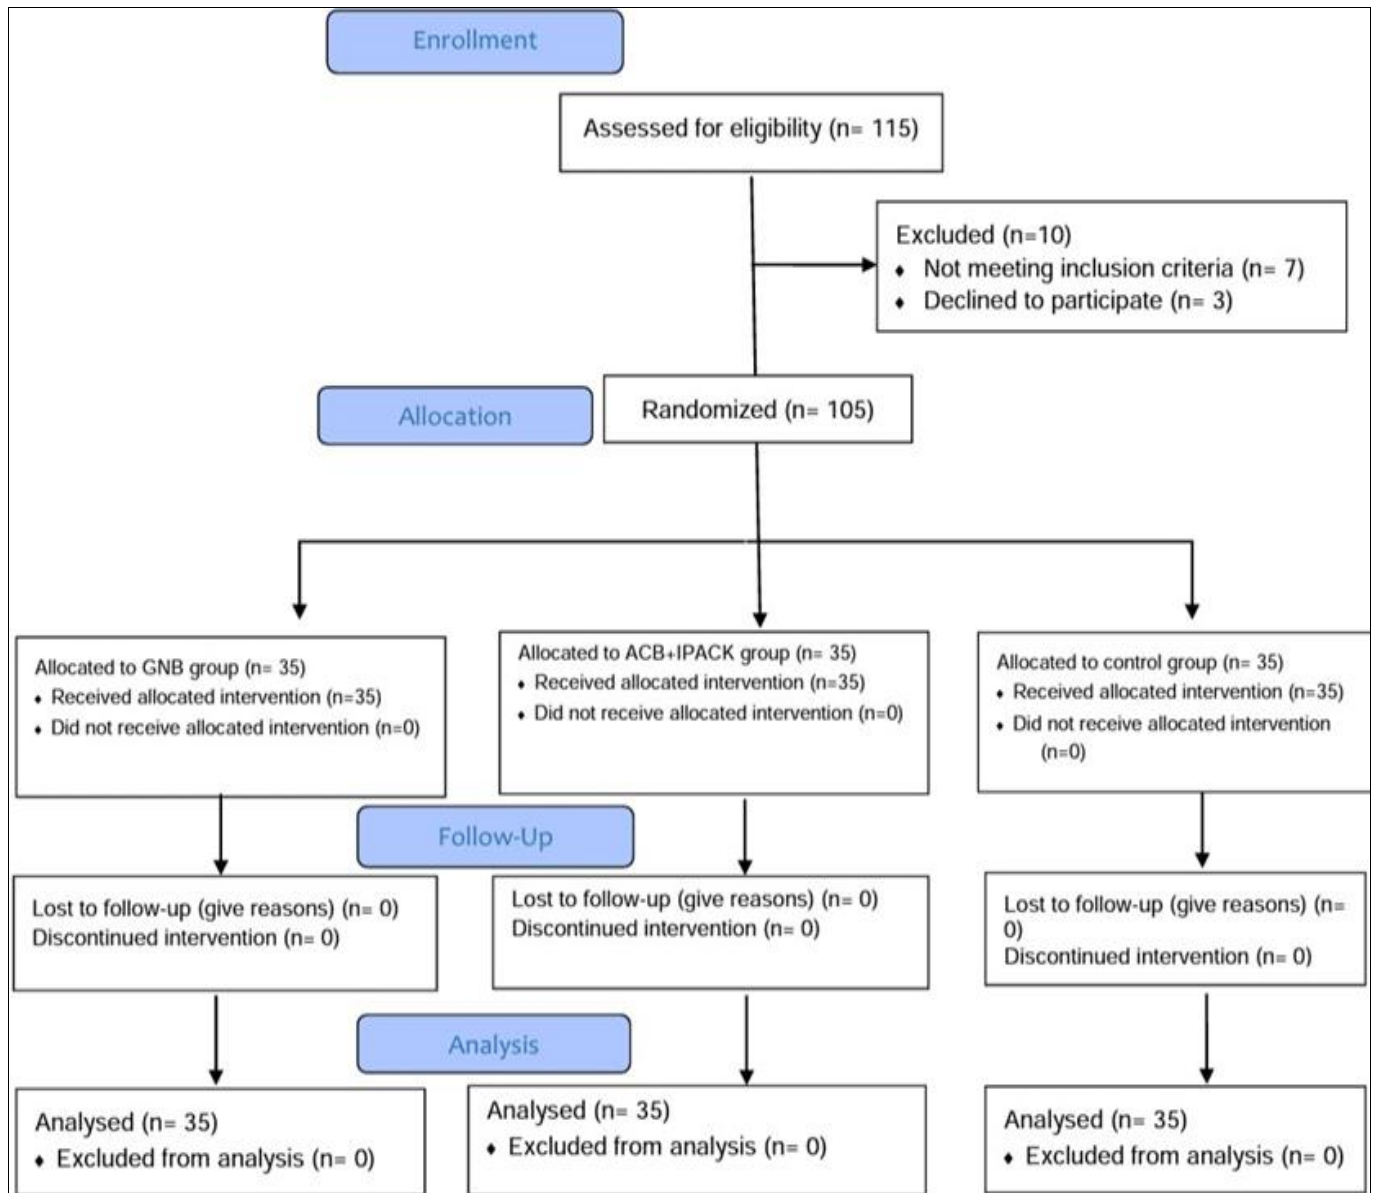 Enrollment
Assessed for eligibility (n= 115)
Excluded (n=10)
⬧ Not meeting inclusion criteria (n= 7)
⬧ Declined to participate (n= 3)
Allocation
Randomized (n= 105)
Allocated to GNB group (n= 35)
⬧ Received allocated intervention (n=35)
⬧ Did not receive allocated intervention (n=0)
Allocated to ACB+IPACK group (n= 35)
⬧ Received allocated intervention (n=35)
⬧ Did not receive allocated intervention (n=0)
Allocated to control group (n= 35)
⬧ Received allocated intervention (n=35)
⬧ Did not receive allocated intervention
(n=0)
Follow-Up
Lost to follow-up (give reasons) (n= 0)
Discontinued intervention (n= 0)
Lost to follow-up (give reasons) (n= 0)
Discontinued intervention (n= 0)
Lost to follow-up (give reasons) (n=
0)
Discontinued intervention (n= 0)
Analysis
Analysed (n= 35)
⬧ Excluded from analysis (n= 0)
Analysed (n= 35)
⬧ Excluded from analysis (n= 0)
Analysed (n= 35)
⬧ Excluded from analysis (n= 0)